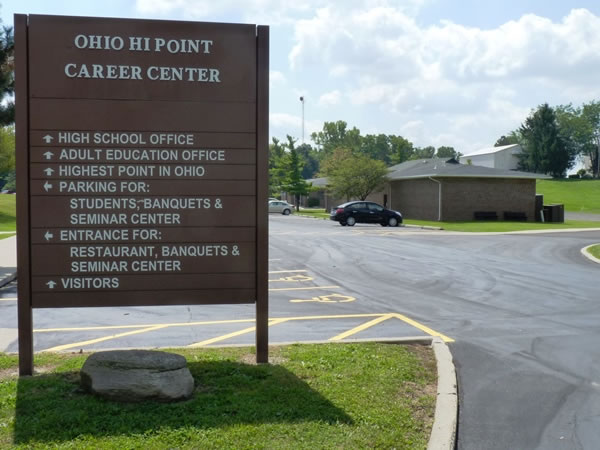 OHIO HI POINT
CAREER CENTER
HIGH SCHOOL OFFICE
ADULT EDUCATION OFFICE
HIGHEST POINT IN OHIO
PARKING FOR:
STUDENTS, BANQUETS &
SEMINAR CENTER
ENTRANCE FOR:
RESTAURANT, BANQUETS &
SEMINAR CENTER
VISITORS